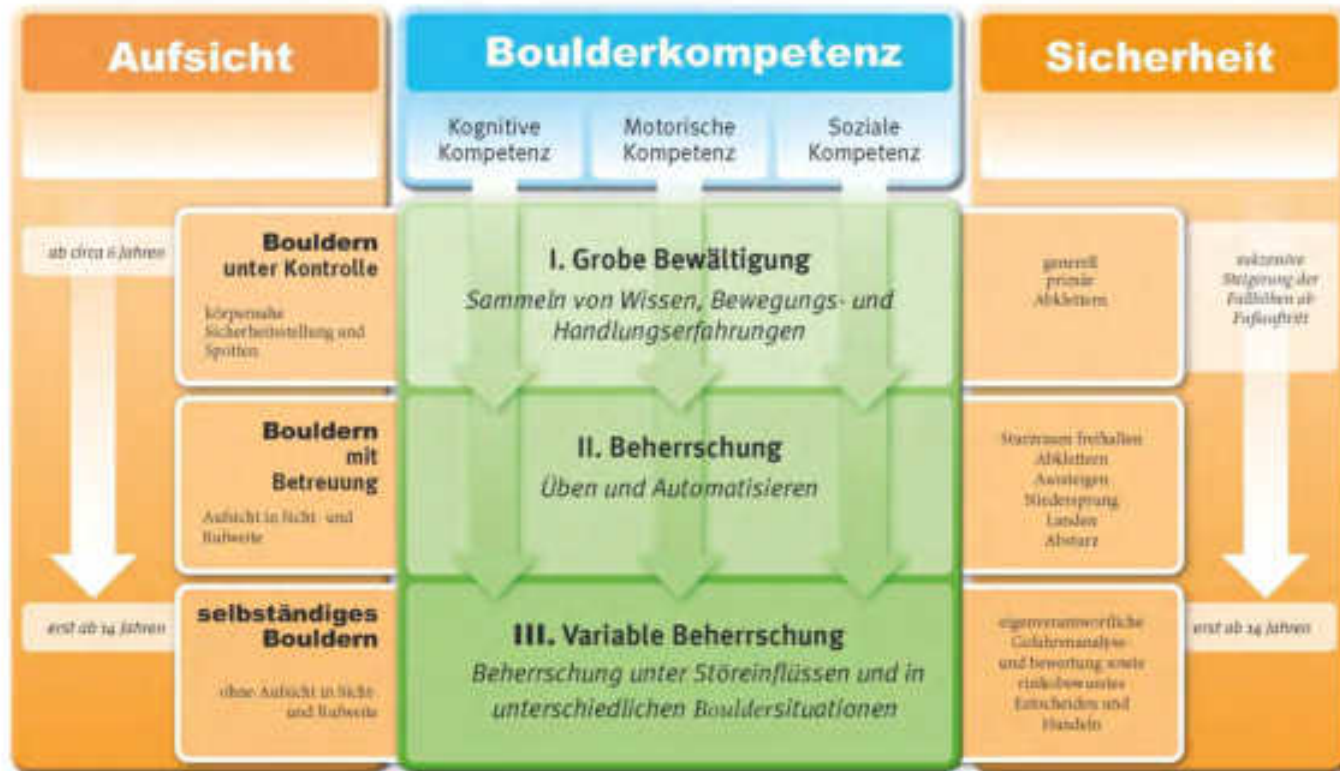 Aufsicht
Boulderkompetenz
Sicherheit
Kognitive
Kompetenz
Motorische
Kompetenz
Soziale
Kompetenz
ab circa 6 Jahren
Bouldern
unter Kontrolle
körpernahe
Sicherheitsstellung und
Spotten
I. Grobe Bewältigung
Sammeln von Wissen, Bewegungs- und
Handlungserfahrungen
generell
primär
Abklettern
sukzessive
Steigerung der
Fallhöhen ab
Fußauftritt
Bouldern
mit
Betreuung
Aufsicht in Sicht- und
Rufweite
II. Beherrschung
Üben und Automatisieren
Sturzraum freihalten
Abklettern
Aussteigen
Niedersprung
Landen
Absturz
erst ab 14 Jahren
selbständiges
Bouldern
ohne Aufsicht in Sicht-
und Rufweite
III. Variable Beherrschung
Beherrschung unter Störeinflüssen und in
unterschiedlichen Bouldersituationen
eigenverantwortliche
Gefahrenanalyse
und bewertung sowie
risikobewusstes
Entscheiden und
Handeln
erst ab 14 Jahren